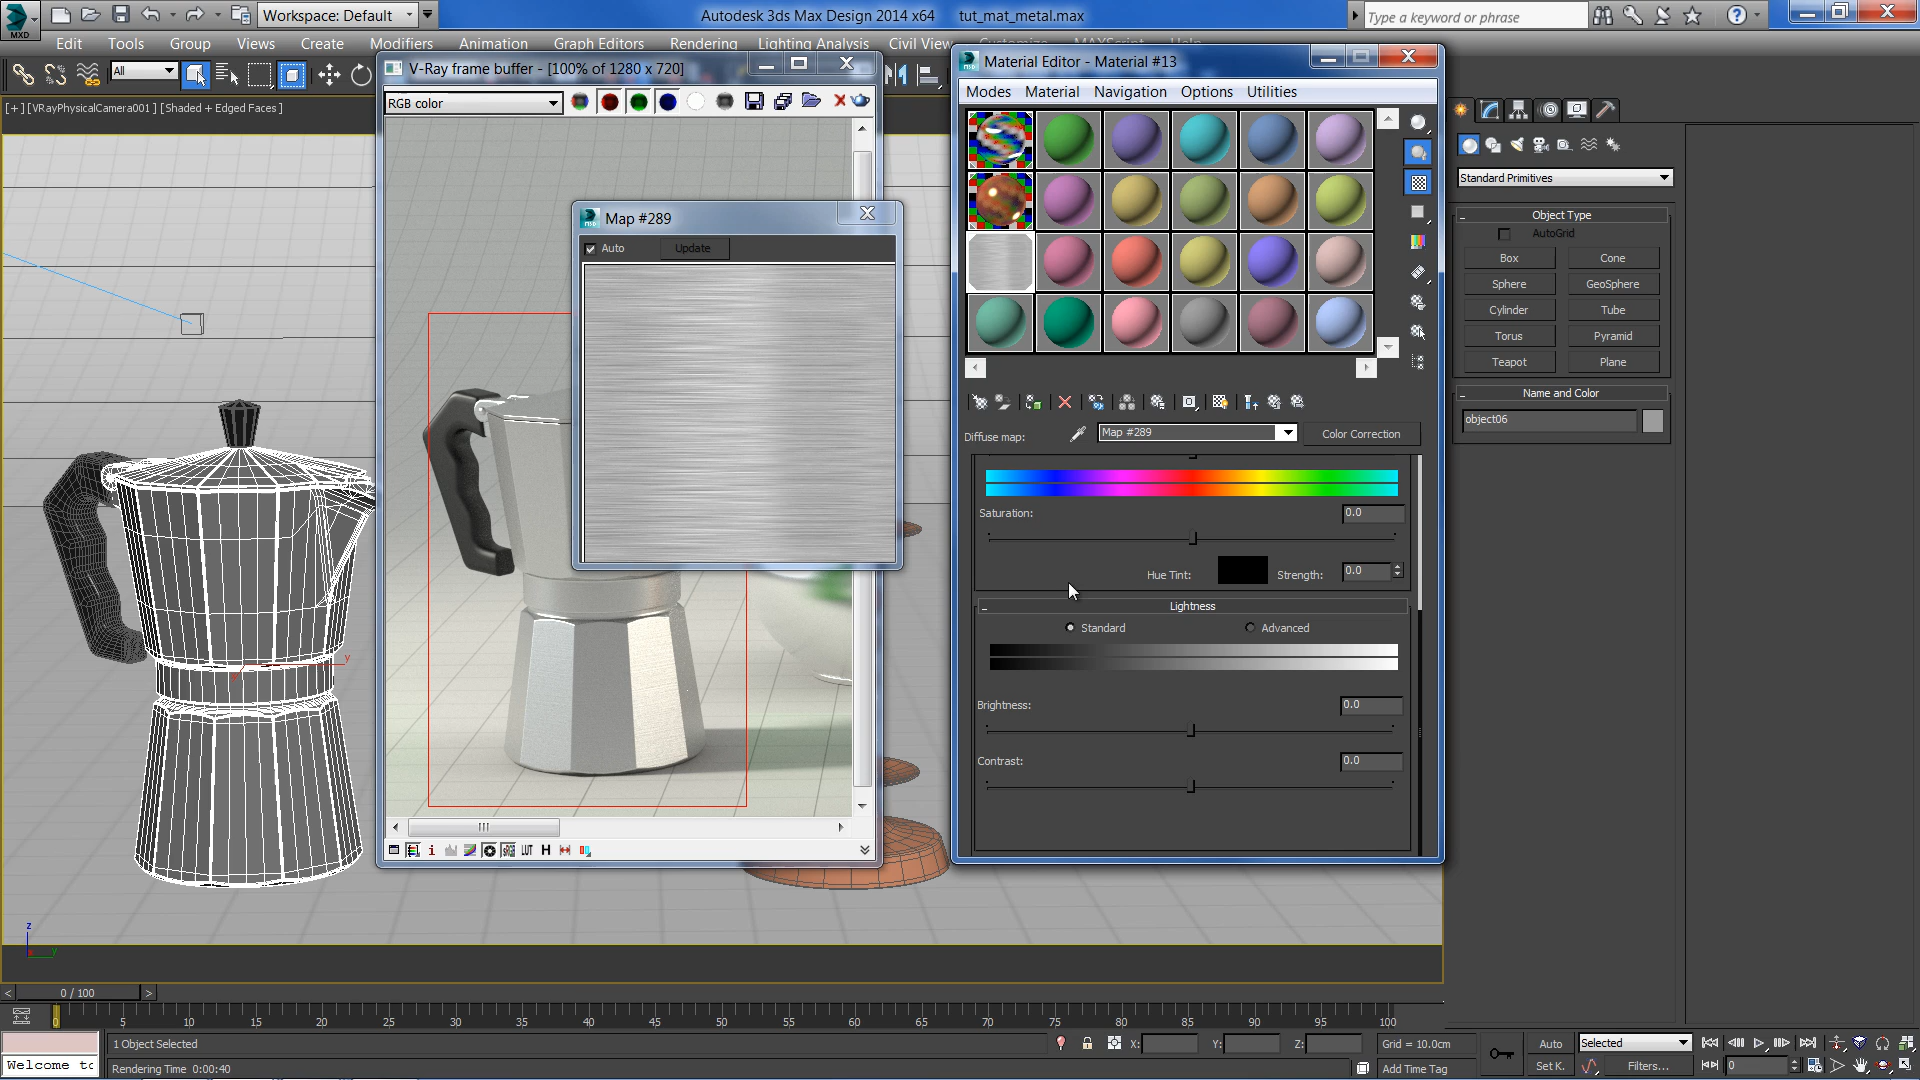 Workspace: Default
Autodesk 3ds Max Design 2014 x64    tut_mat_metal.max
Type a keyword or phrase
MXD
Edit Tools Group Views Create Modifiers Animation Graph Editors Rendering Lighting Analysis Civil View Customize MAXScript Help
All
[+] [VRayPhysicalCamera001 ] [Shaded + Edged Faces ]
V-Ray frame buffer - [100% of 1280 x 720]
RGB color
Map #289
Auto
Update
LUT
H
Material Editor - Material #13
Modes Material Navigation Options Utilities
Diffuse map:
Map #289
Color Correction
Saturation:
0.0
Hue Tint:
Strength:
0.0
Lightness
Standard
Advanced
Brightness:
0.0
Contrast:
0.0
Standard Primitives
Object Type
AutoGrid
Box
Cone
Sphere
GeoSphere
Cylinder
Tube
Torus
Pyramid
Teapot
Plane
Name and Color
object06
y
z
y
0 / 100
0 5 10 15 20 25 30 35 40 45 50 55 60 65 70 75 80 85 90 95 100
1 Object Selected
X:
Y:
Z:
Grid = 10.0cm
Auto
Selected
Welcome to
Rendering Time 0:00:40
Add Time Tag
Set K.
Filters...
0